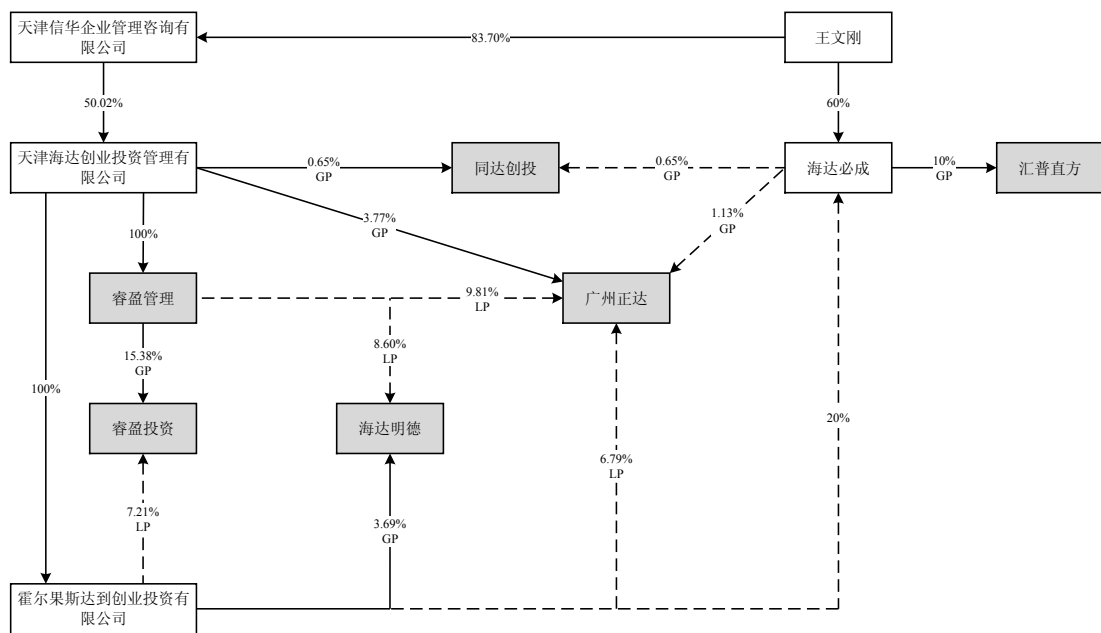 天津信华企业管理咨询有
限公司
83.70%
王文刚
50.02%
60%
天津海达创业投资管理有
限公司
0.65%
GP
同达创投
0.65%
GP
海达必成
10%
GP
汇普直方
3.77%
GP
1.13%
GP
100%
睿盈管理
9.81%
LP
广州正达
15.38%
GP
8.60%
LP
100%
睿盈投资
海达明德
20%
6.79%
LP
7.21%
LP
3.69%
GP
霍尔果斯达到创业投资有
限公司